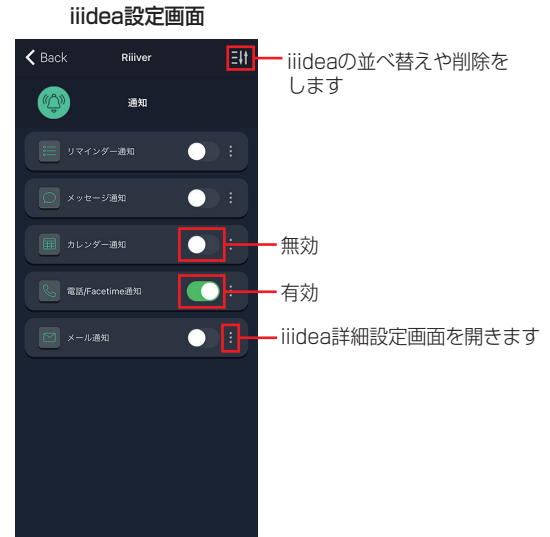 iiidea設定画面
Back Riiiver
iiideaの並べ替えや削除を
します
通知
リマインダー通知
メッセージ通知
カレンダー通知
無効
電話/Facetime通知
有効
メール通知
iiidea詳細設定画面を開きます